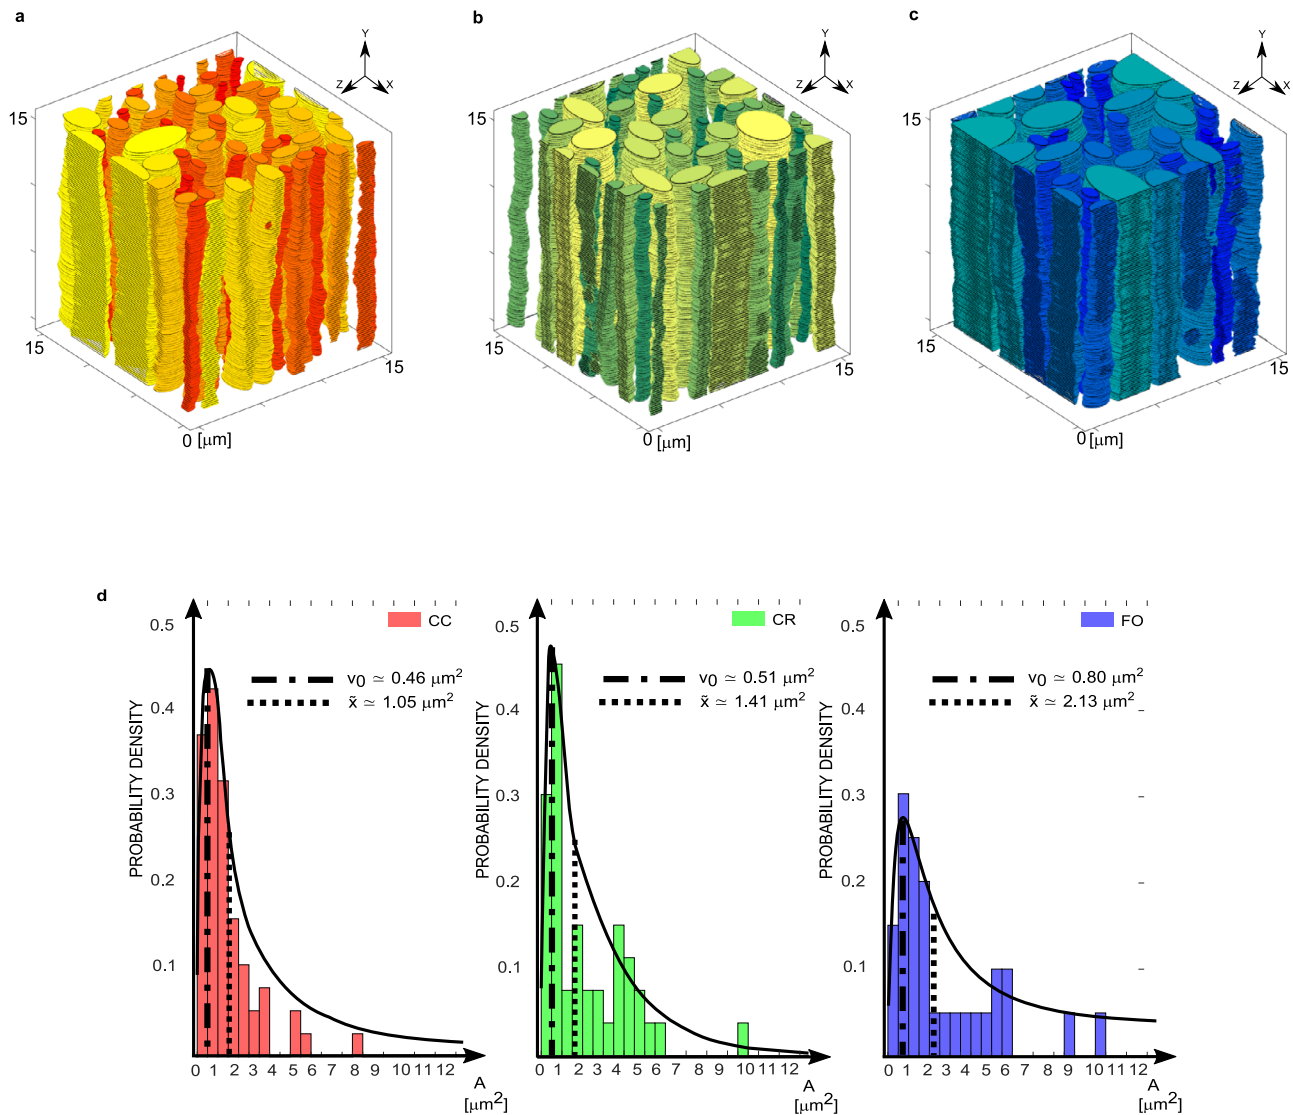 a
b
c
Y
Z
X
15
15
15
0 [μm]
Y
Z
X
15
15
15
0 [μm]
Y
Z
X
15
15
15
0 [μm]
d
CC
v0 ≃ 0.46 μm²
x̃ ≃ 1.05 μm²
PROBABILITY DENSITY
0.5
0.4
0.3
0.2
0.1
0 1 2 3 4 5 6 7 8 9 10 11 12
A
[μm²]
CR
v0 ≃ 0.51 μm²
x̃ ≃ 1.41 μm²
PROBABILITY DENSITY
0.5
0.4
0.3
0.2
0.1
0 1 2 3 4 5 6 7 8 9 10 11 12
A
[μm²]
FO
v0 ≃ 0.80 μm²
x̃ ≃ 2.13 μm²
PROBABILITY DENSITY
0.5
0.4
0.3
0.2
0.1
0 1 2 3 4 5 6 7 8 9 10 11 12
A
[μm²]